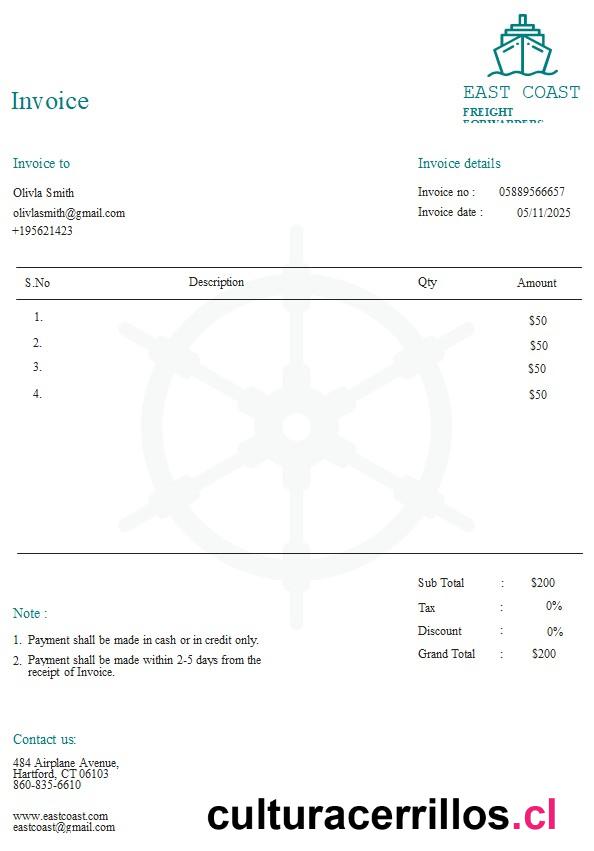 EAST COAST
FREIGHT
FORWARDERS
Invoice
Invoice to
Olivla Smith
olivlasmith@gmail.com
+195621423
Invoice details
Invoice no : 05889566657
Invoice date : 05/11/2025
S.No Description Qty Amount
1. $50
2. $50
3. $50
4. $50
Sub Total : $200
Tax : 0%
Discount : 0%
Grand Total : $200
Note :
1. Payment shall be made in cash or in credit only.
2. Payment shall be made within 2-5 days from the
receipt of Invoice.
Contact us:
484 Airplane Avenue,
Hartford, CT 06103
860-835-6610
www.eastcoast.com
eastcoast@gmail.com
culturacerrillos.cl